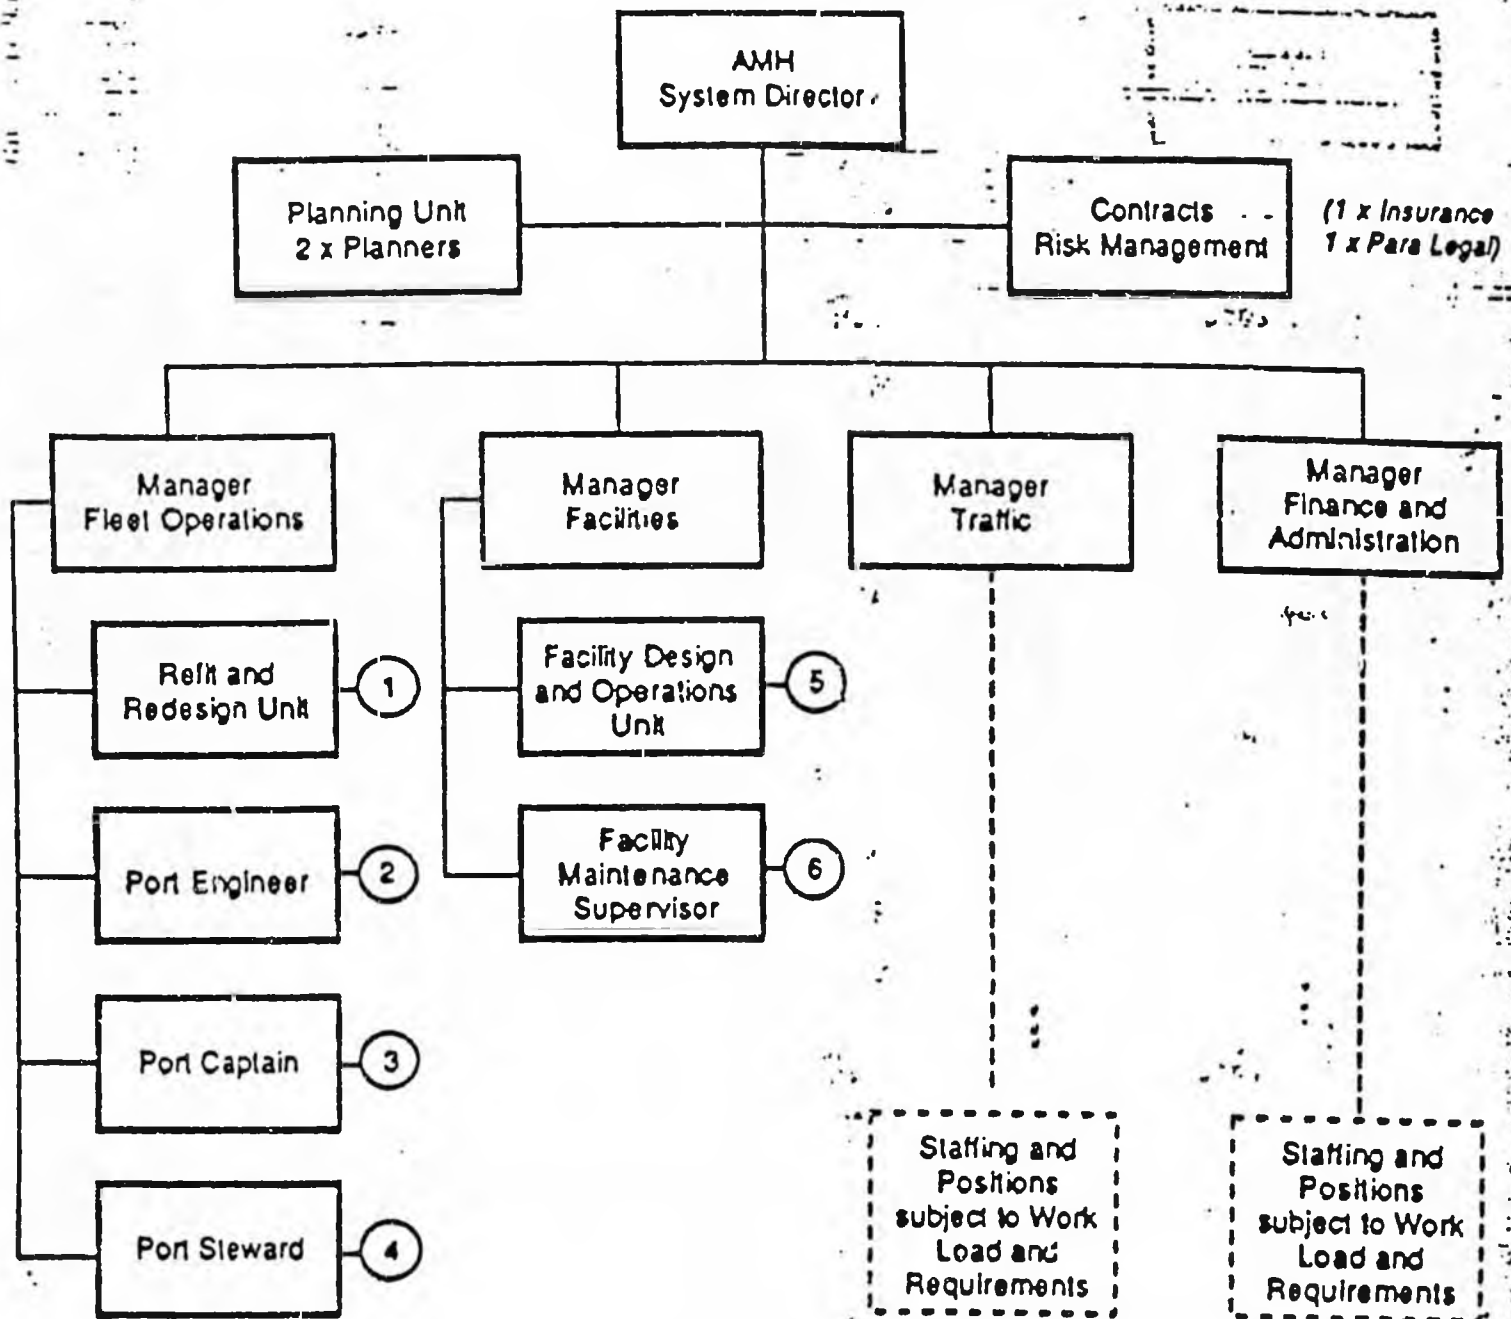 AMH
System Director
Planning Unit
2 x Planners
Contracts
Risk Management
(1 x Insurance
1 x Para Legal)
Manager
Fleet Operations
Manager
Facilities
Manager
Traffic
Manager
Finance and
Administration
Refit and
Redesign Unit
1
Facility Design
and Operations
Unit
5
Port Engineer
2
Facility
Maintenance
Supervisor
6
Port Captain
3
Port Steward
4
Staffing and
Positions
subject to Work
Load and
Requirements
Staffing and
Positions
subject to Work
Load and
Requirements